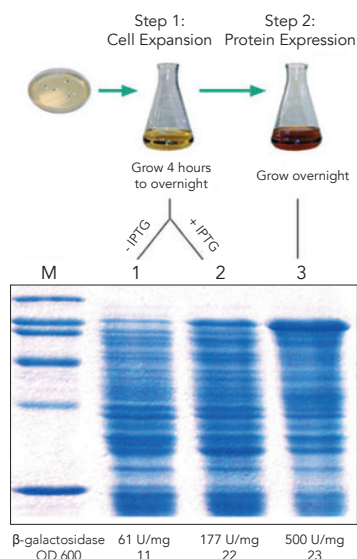 Step 1:
Cell Expansion
Step 2:
Protein Expression
Grow 4 hours
to overnight
Grow overnight
- IPTG
+ IPTG
M 1 2 3
β-galactosidase 61 U/mg 177 U/mg 500 U/mg
OD 600 11 22 23